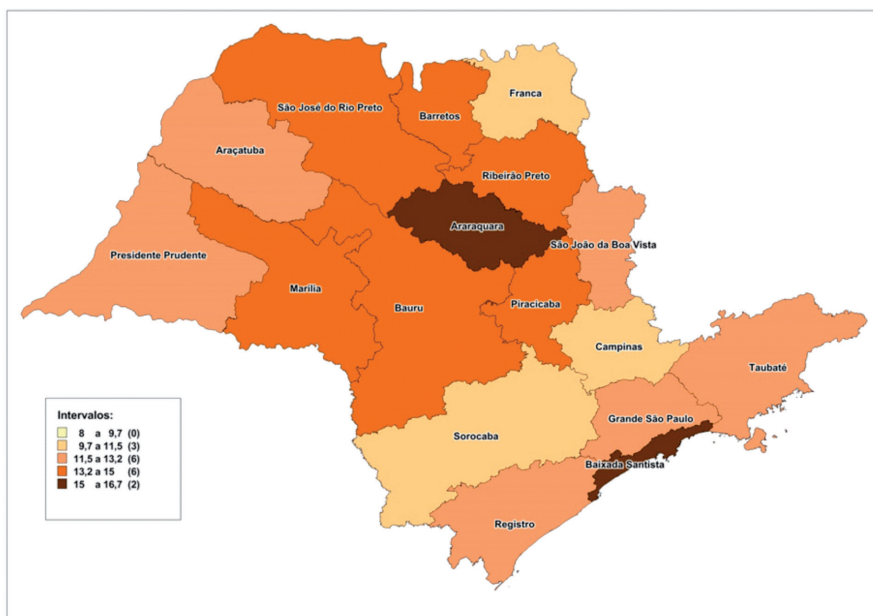 Franca
São José do Rio Preto
Barretos
Araçatuba
Ribeirão Preto
Araraquara
São João da Boa Vista
Presidente Prudente
Marília
Bauru
Piracicaba
Campinas
Taubaté
Grande São Paulo
Sorocaba
Baixada Santista
Registro
Intervalos:
8 a 9,7 (0)
9,7 a 11,5 (3)
11,5 a 13,2 (6)
13,2 a 15 (6)
15 a 16,7 (2)